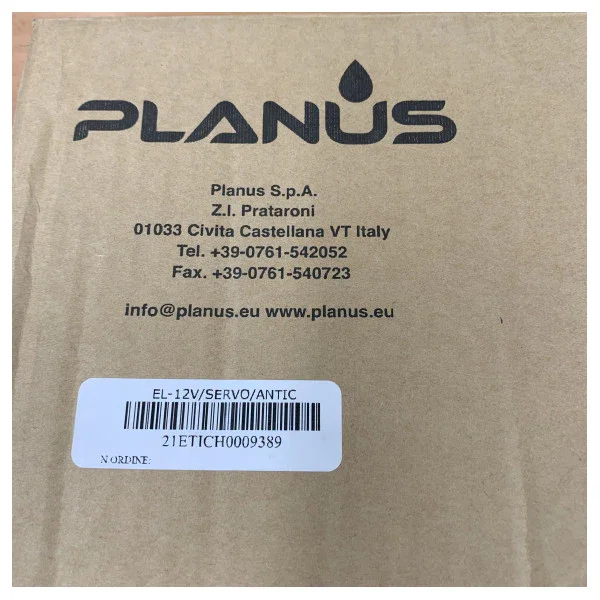 PLANUS
Planus S.p.A.
Z.I. Prataroni
01033 Civita Castellana VT Italy
Tel. +39-0761-542052
Fax. +39-0761-540723
info@planus.eu www.planus.eu
EL-12V/SERVO/ANTIC
21ETICH0009389
N ORDINE: